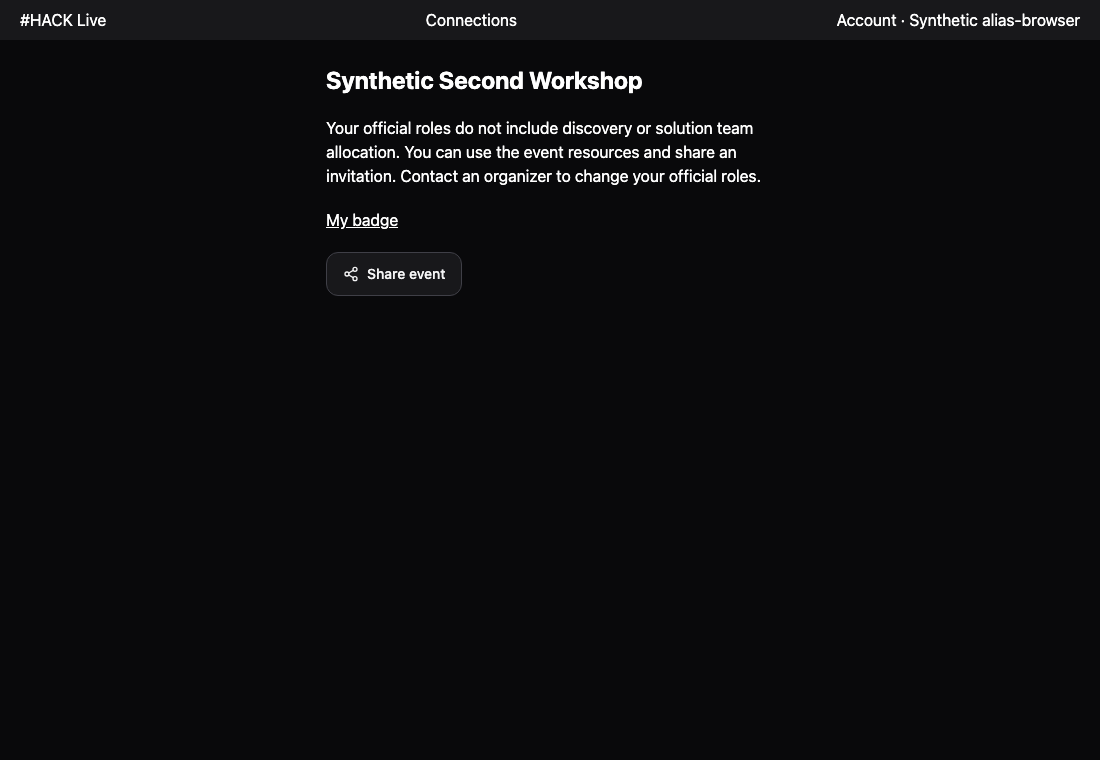 #HACK Live
Connections
Account · Synthetic alias-browser
Synthetic Second Workshop
Your official roles do not include discovery or solution team
allocation. You can use the event resources and share an
invitation. Contact an organizer to change your official roles.
My badge
Share event